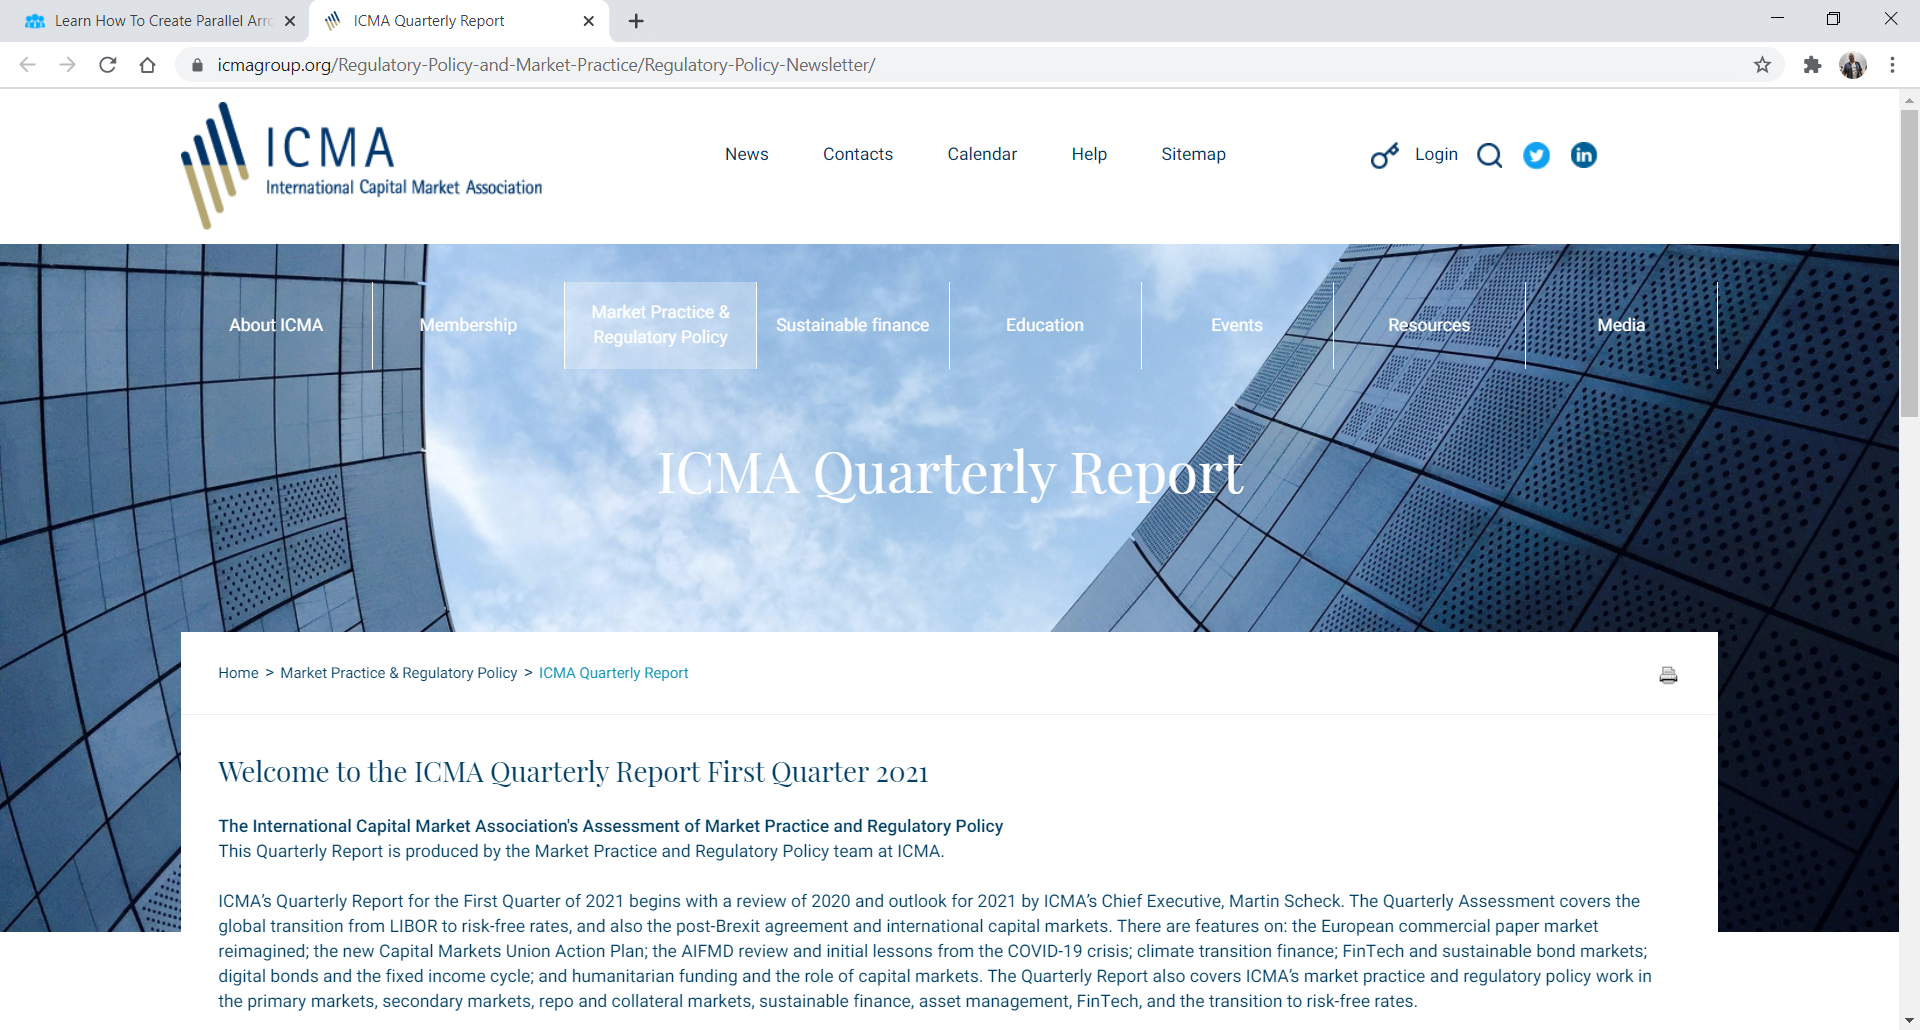 Learn How To Create Parallel Arro
ICMA Quarterly Report
icmagroup.org/Regulatory-Policy-and-Market-Practice/Regulatory-Policy-Newsletter/
ICMA
International Capital Market Association
News
Contacts
Calendar
Help
Sitemap
Login
in
About ICMA
Membership
Market Practice &
Regulatory Policy
Sustainable finance
Education
Events
Resources
Media
ICMA Quarterly Report
Home > Market Practice & Regulatory Policy > ICMA Quarterly Report
Welcome to the ICMA Quarterly Report First Quarter 2021
The International Capital Market Association's Assessment of Market Practice and Regulatory Policy
This Quarterly Report is produced by the Market Practice and Regulatory Policy team at ICMA.
ICMA’s Quarterly Report for the First Quarter of 2021 begins with a review of 2020 and outlook for 2021 by ICMA’s Chief Executive, Martin Scheck. The Quarterly Assessment covers the
global transition from LIBOR to risk-free rates, and also the post-Brexit agreement and international capital markets. There are features on: the European commercial paper market
reimagined; the new Capital Markets Union Action Plan; the AIFMD review and initial lessons from the COVID-19 crisis; climate transition finance; FinTech and sustainable bond markets;
digital bonds and the fixed income cycle; and humanitarian funding and the role of capital markets. The Quarterly Report also covers ICMA’s market practice and regulatory policy work in
the primary markets, secondary markets, repo and collateral markets, sustainable finance, asset management, FinTech, and the transition to risk-free rates.